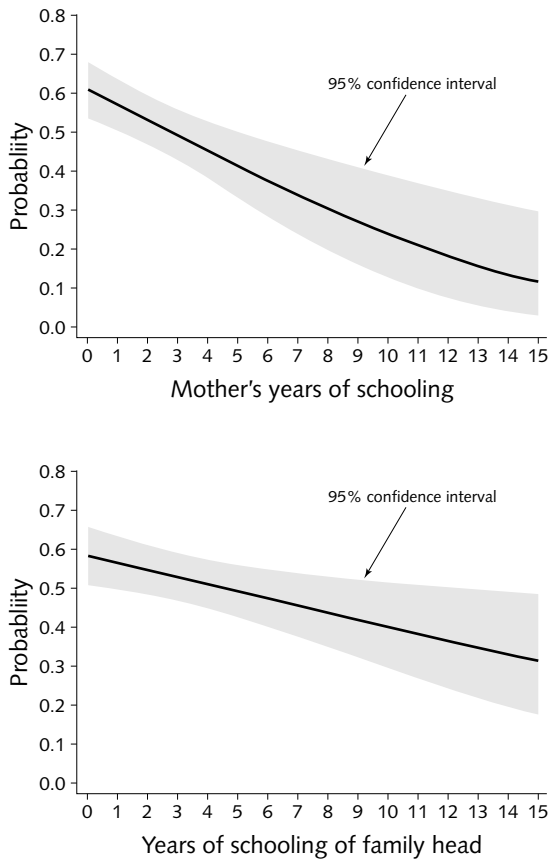 0.8
0.7
0.6
0.5
0.4
0.3
0.2
0.1
0.0
Probabliity
95% confidence interval
0 1 2 3 4 5 6 7 8 9 10 11 12 13 14 15
Mother's years of schooling
0.8
0.7
0.6
0.5
0.4
0.3
0.2
0.1
0.0
Probabliity
95% confidence interval
0 1 2 3 4 5 6 7 8 9 10 11 12 13 14 15
Years of schooling of family head